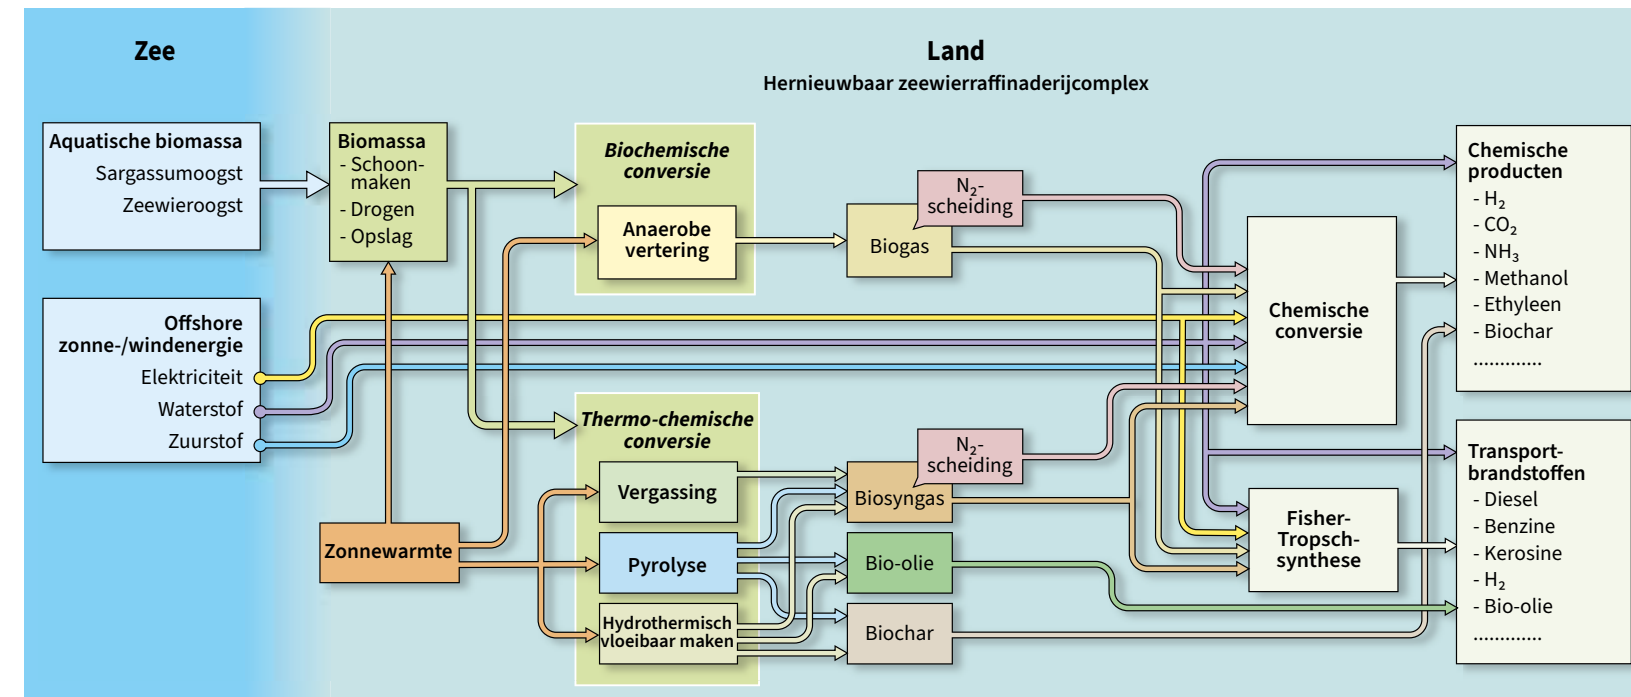 Zee
Land
Hernieuwbaar zeewierraffinaderijcomplex
Aquatische biomassa
Sargassumoogst
Zeewieroogst
Biomassa
- Schoon-
maken
- Drogen
- Opslag
Biochemische
conversie
Anaerobe
vertering
N₂-
scheiding
Biogas
Chemische
producten
- H₂
- CO₂
- NH₃
- Methanol
- Ethyleen
- Biochar
.............
Chemische
conversie
Offshore
zonne-/windenergie
Elektriciteit
Waterstof
Zuurstof
Thermo-chemische
conversie
Vergassing
Pyrolyse
Hydrothermisch
vloeibaar maken
Zonnewarmte
N₂-
scheiding
Biosyngas
Bio-olie
Biochar
Fisher-
Tropsch-
synthese
Transport-
brandstoffen
- Diesel
- Benzine
- Kerosine
- H₂
- Bio-olie
.............